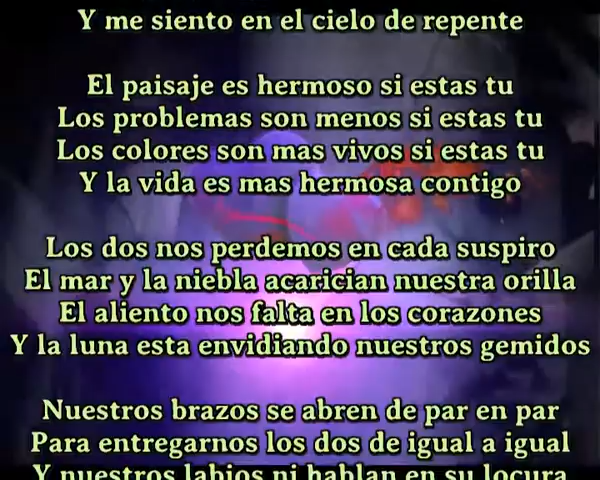 Y me siento en el cielo de repente
El paisaje es hermoso si estas tu
Los problemas son menos si estas tu
Los colores son mas vivos si estas tu
Y la vida es mas hermosa contigo
Los dos nos perdemos en cada suspiro
El mar y la niebla acarician nuestra orilla
El aliento nos falta en los corazones
Y la luna esta envidiando nuestros gemidos
Nuestros brazos se abren de par en par
Para entregarnos los dos de igual a igual
Y nuestros labios ni hablan en su locura